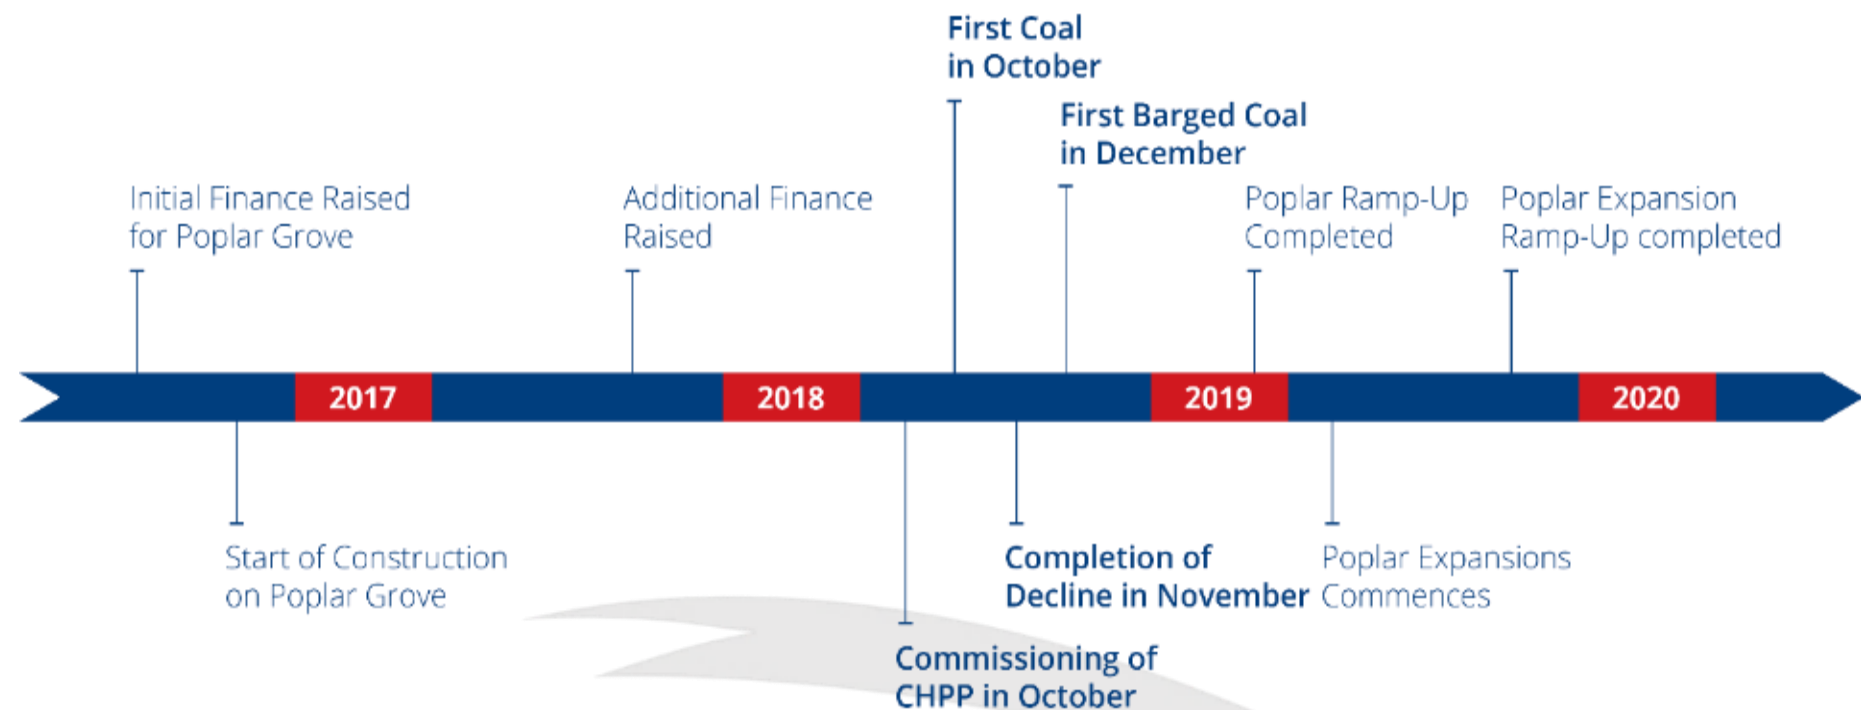 First Coal
in October
First Barged Coal
in December
Initial Finance Raised
for Poplar Grove
Additional Finance
Raised
Poplar Ramp-Up
Completed
Poplar Expansion
Ramp-Up completed
2017
2018
2019
2020
Start of Construction
on Poplar Grove
Completion of
Decline in November
Poplar Expansions
Commences
Commissioning of
CHPP in October